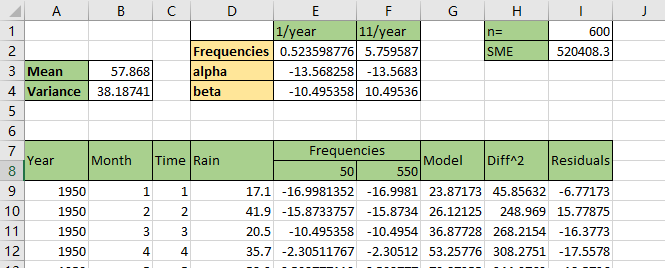 A B C D E F G H I J
1 1/year 11/year n= 600
2 Frequencies 0.523598776 5.759587 SME 520408.3
3 Mean 57.868 alpha -13.568258 -13.5683
4 Variance 38.18741 beta -10.495358 10.49536
5
6
7 Year Month Time Rain Frequencies Model Diff^2 Residuals
8 50 550
9 1950 1 1 17.1 -16.9981352 -16.9981 23.87173 45.85632 -6.77173
10 1950 2 2 41.9 -15.8733757 -15.8734 26.12125 248.969 15.77875
11 1950 3 3 20.5 -10.495358 -10.4954 36.87728 268.2154 -16.3773
12 1950 4 4 35.7 -2.30511767 -2.30512 53.25776 308.2751 -17.5578